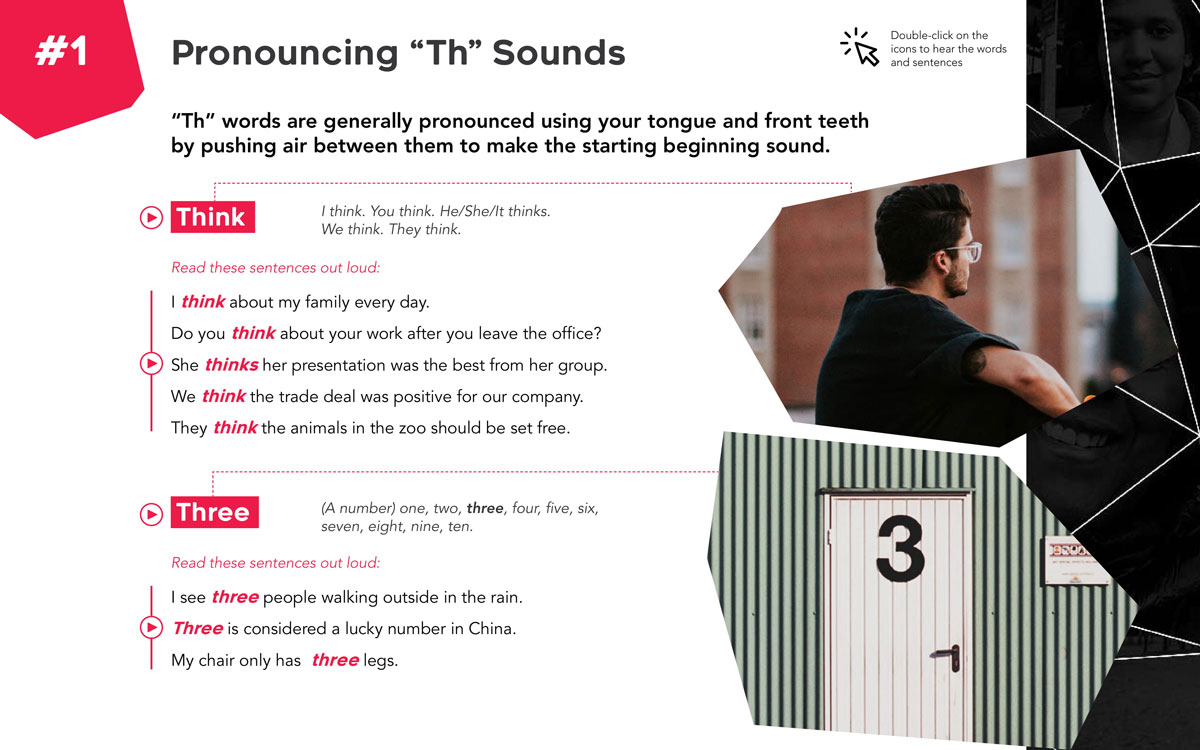 #1
Pronouncing “Th” Sounds
Double-click on the
icons to hear the words
and sentences
“Th” words are generally pronounced using your tongue and front teeth
by pushing air between them to make the starting beginning sound.
Think
I think. You think. He/She/It thinks.
We think. They think.
Read these sentences out loud:
I think about my family every day.
Do you think about your work after you leave the office?
She thinks her presentation was the best from her group.
We think the trade deal was positive for our company.
They think the animals in the zoo should be set free.
Three
(A number) one, two, three, four, five, six,
seven, eight, nine, ten.
Read these sentences out loud:
I see three people walking outside in the rain.
Three is considered a lucky number in China.
My chair only has three legs.
3